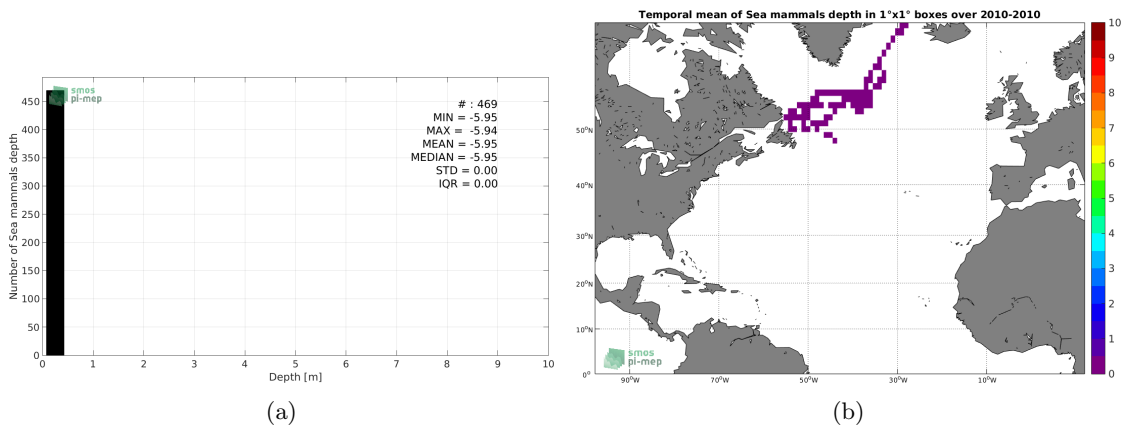 Temporal mean of Sea mammals depth in 1°x1° boxes over 2010-2010
smos
pi-mep
# : 469
MIN = -5.95
MAX = -5.94
MEAN = -5.95
MEDIAN = -5.95
STD = 0.00
IQR = 0.00
Number of Sea mammals depth
450
400
350
300
250
200
150
100
50
0
0 1 2 3 4 5 6 7 8 9 10
Depth [m]
(a)
50°N
40°N
30°N
20°N
10°N
0°
90°W 70°W 50°W 30°W 10°W
smos
pi-mep
10
9
8
7
6
5
4
3
2
1
0
(b)